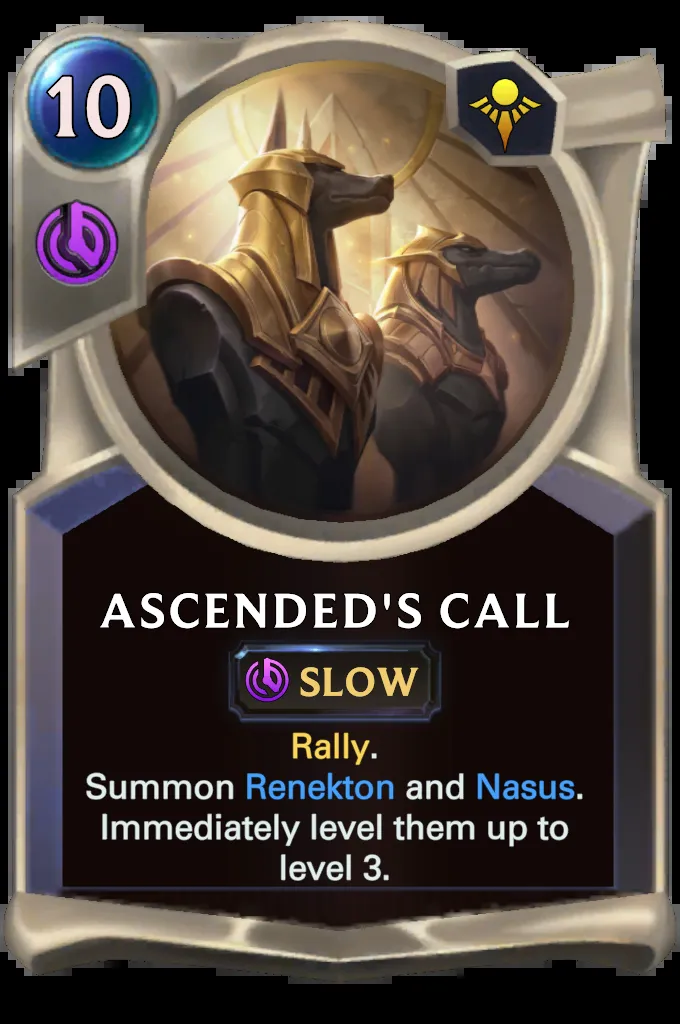 10
ASCENDED'S CALL
SLOW
Rally.
Summon Renekton and Nasus.
Immediately level them up to
level 3.